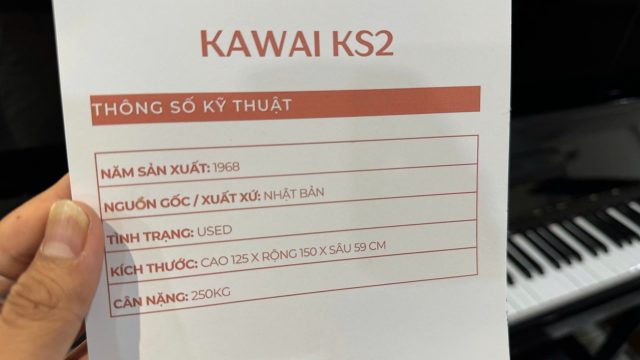 KAWAI KS2
THÔNG SỐ KỸ THUẬT
NĂM SẢN XUẤT: 1968
NGUỒN GỐC / XUẤT XỨ: NHẬT BẢN
TÌNH TRẠNG: USED
KÍCH THƯỚC: CAO 125 X RỘNG 150 X SÂU 59 CM
CÂN NẶNG: 250KG